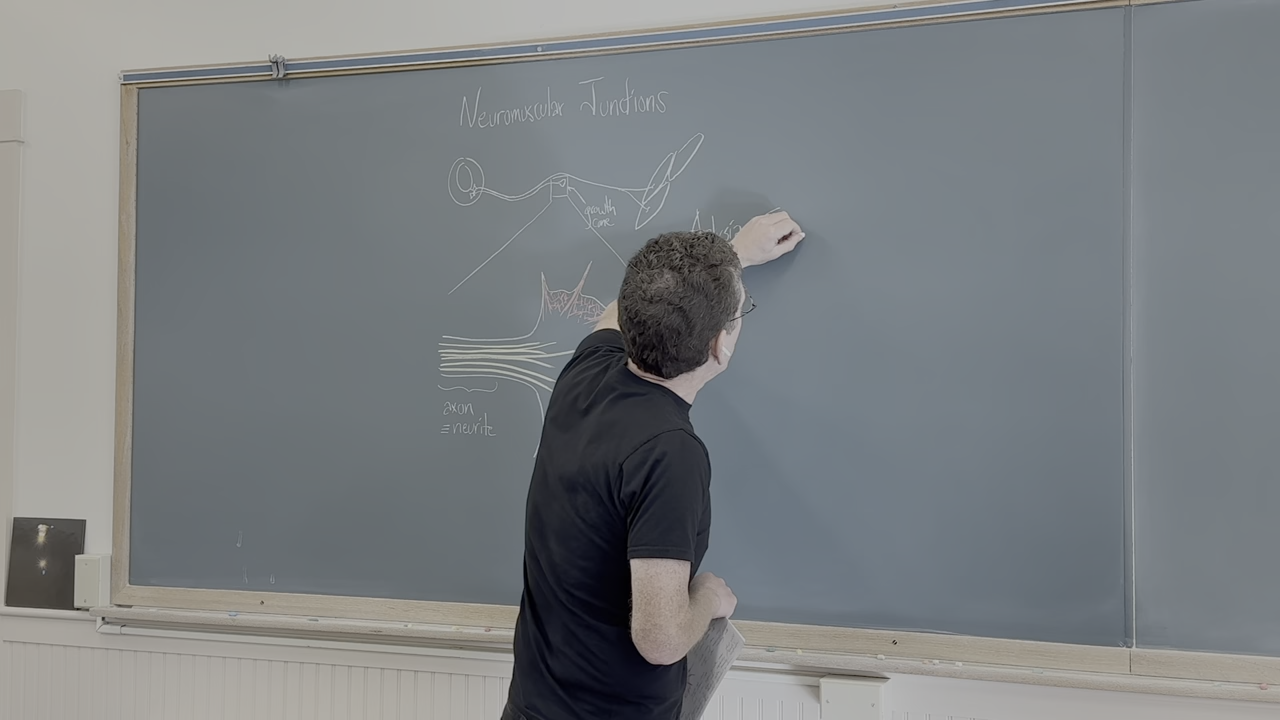 Neuromuscular Junctions
growth
cone
axon
≡ neurite